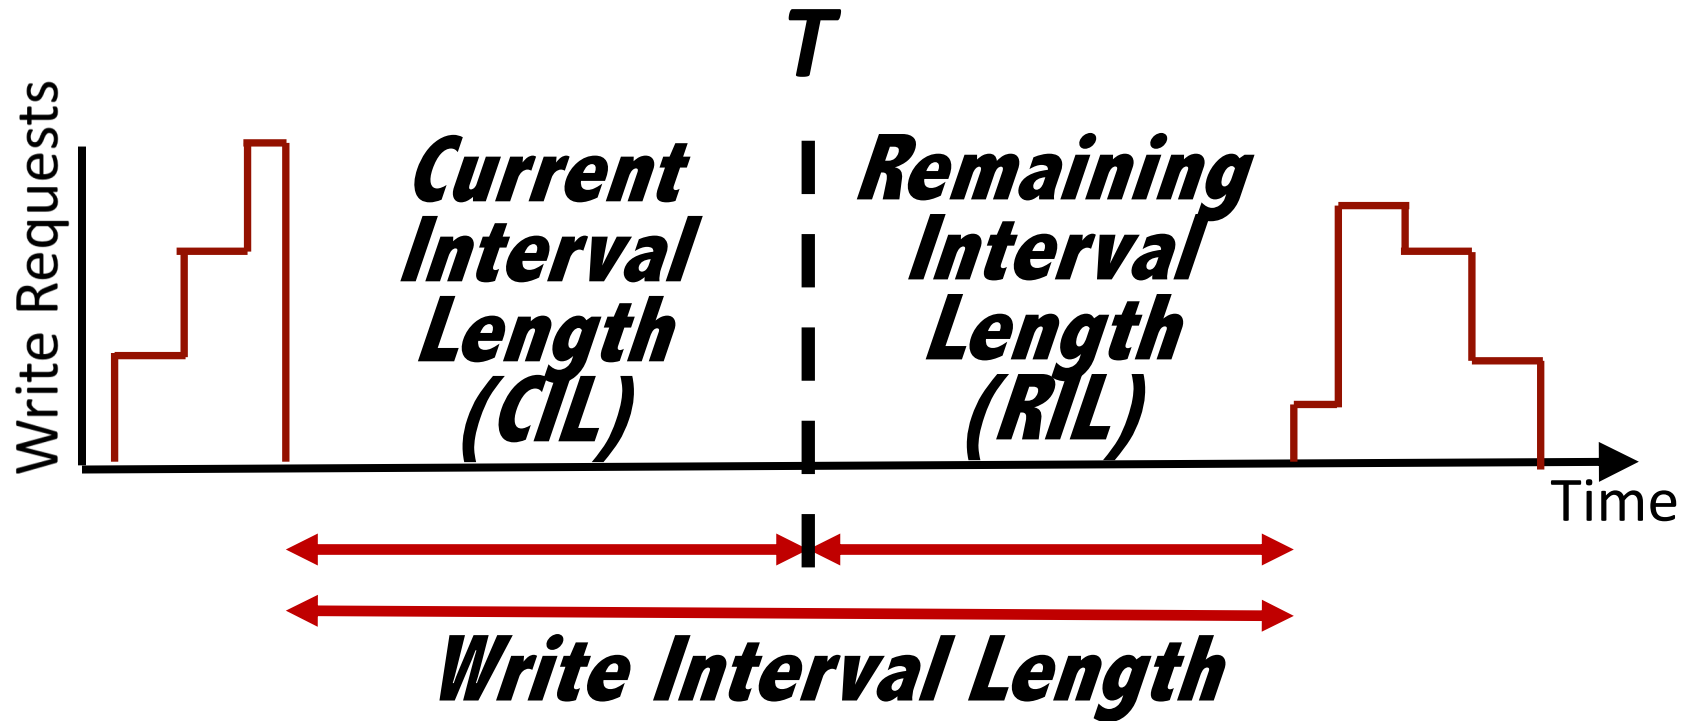 T
Write Requests
Current
Interval
Length
(CIL)
Remaining
Interval
Length
(RIL)
Time
Write Interval Length